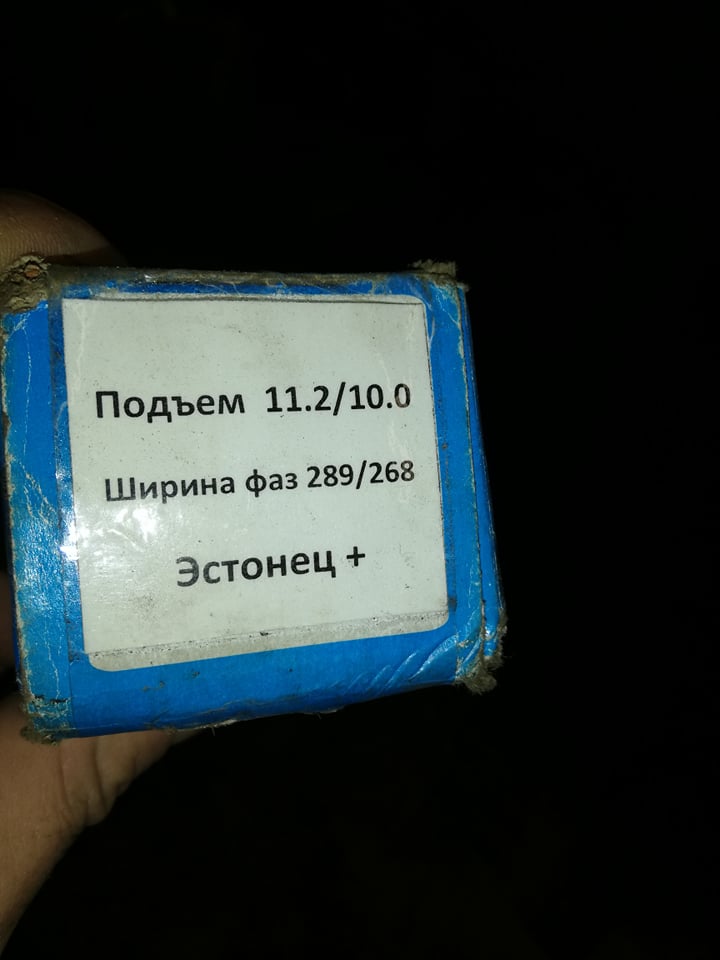 Подъем 11.2/10.0
Ширина фаз 289/268
Эстонец +